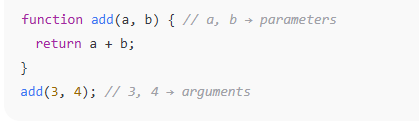 function add(a, b) { // a, b → parameters
  return a + b;
}
add(3, 4); // 3, 4 → arguments